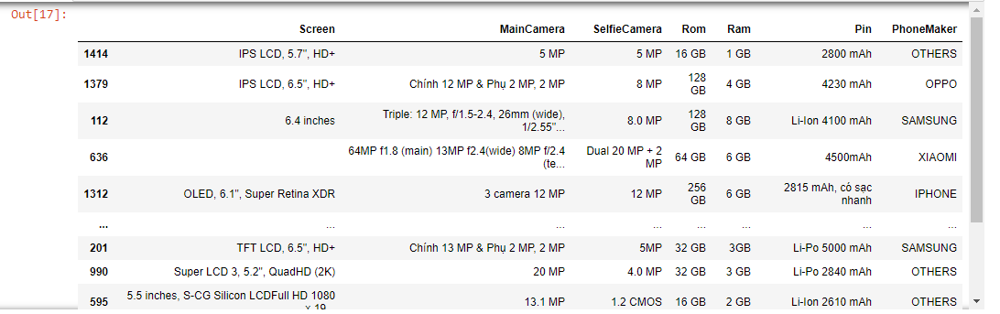 Out[17]:
Screen MainCamera SelfieCamera Rom Ram Pin PhoneMaker
1414 IPS LCD, 5.7", HD+ 5 MP 5 MP 16 GB 1 GB 2800 mAh OTHERS
1379 IPS LCD, 6.5", HD+ Chính 12 MP & Phụ 2 MP, 2 MP 8 MP 128 GB 4 GB 4230 mAh OPPO
112 6.4 inches Triple: 12 MP, f/1.5-2.4, 26mm (wide), 1/2.55"... 8.0 MP 128 GB 8 GB Li-Ion 4100 mAh SAMSUNG
636 64MP f1.8 (main) 13MP f2.4(wide) 8MP f/2.4 (te... Dual 20 MP + 2 MP 64 GB 6 GB 4500mAh XIAOMI
1312 OLED, 6.1", Super Retina XDR 3 camera 12 MP 12 MP 256 GB 6 GB 2815 mAh, có sạc nhanh IPHONE
... ... ... ... ... ... ... ...
201 TFT LCD, 6.5", HD+ Chính 13 MP & Phụ 2 MP, 2 MP 5MP 32 GB 3GB Li-Po 5000 mAh SAMSUNG
990 Super LCD 3, 5.2", QuadHD (2K) 20 MP 4.0 MP 32 GB 3 GB Li-Po 2840 mAh OTHERS
595 5.5 inches, S-CG Silicon LCDFull HD 1080 x 19... 13.1 MP 1.2 CMOS 16 GB 2 GB Li-Ion 2610 mAh OTHERS